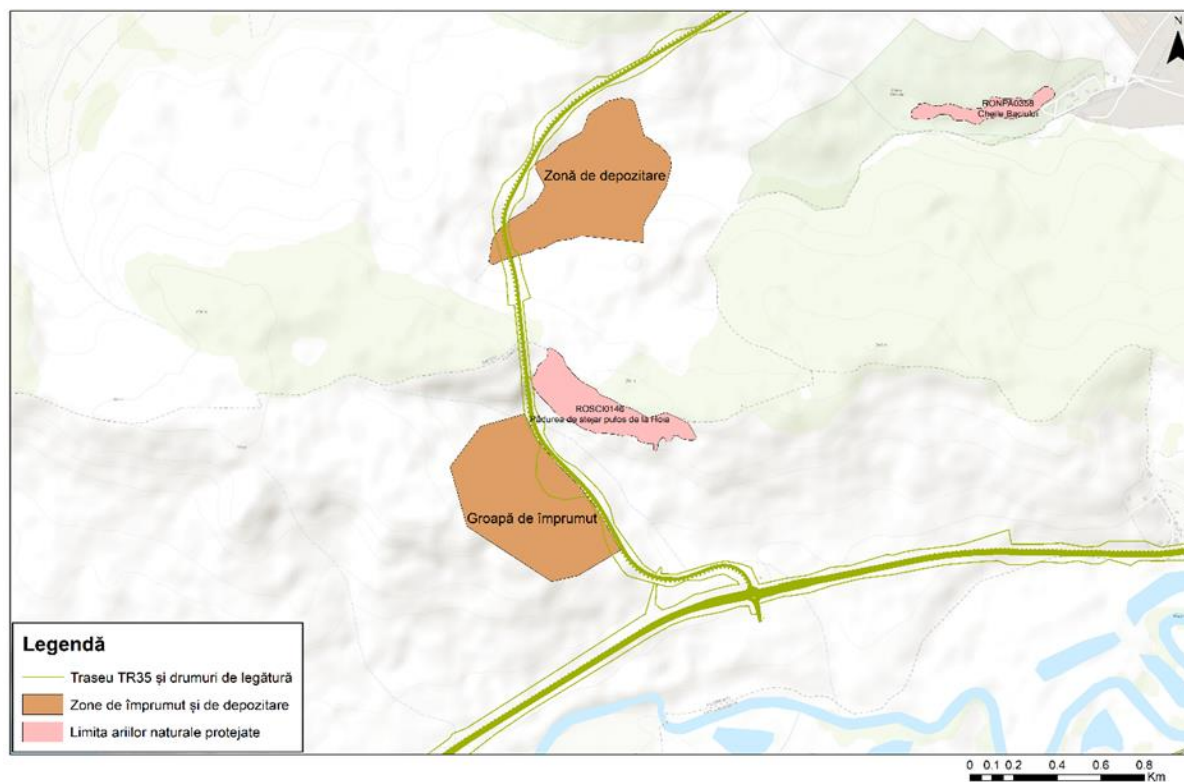 N
RONPA0358
Cheile Baciului
Zonă de depozitare
ROSCI0146
Pădurea de stejar pufos de la Hoia
Groapă de împrumut
Legendă
Traseu TR35 și drumuri de legătură
Zone de împrumut și de depozitare
Limita ariilor naturale protejate
0 0.1 0.2 0.4 0.6 0.8
Km